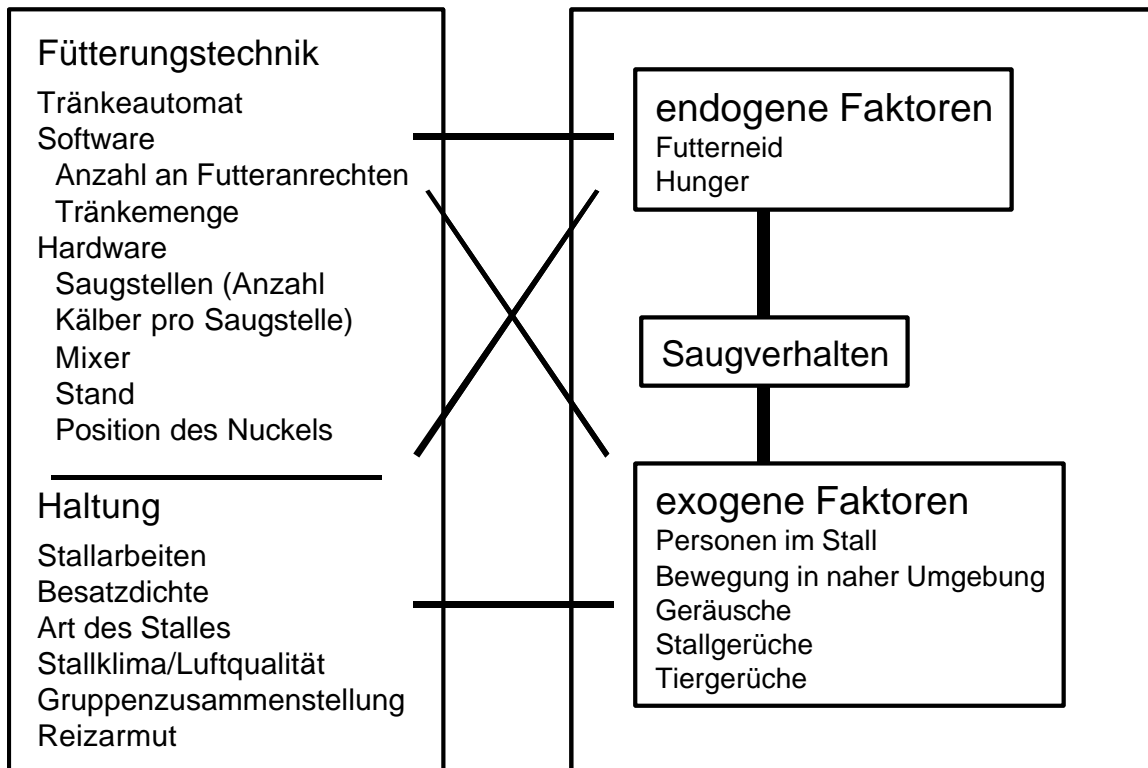 Fütterungstechnik
Tränkeautomat
Software
Anzahl an Futteranrechten
Tränkemenge
Hardware
Saugstellen (Anzahl
Kälber pro Saugstelle)
Mixer
Stand
Position des Nuckels
Haltung
Stallarbeiten
Besatzdichte
Art des Stalles
Stallklima/Luftqualität
Gruppenzusammenstellung
Reizarmut
endogene Faktoren
Futterneid
Hunger
Saugverhalten
exogene Faktoren
Personen im Stall
Bewegung in naher Umgebung
Geräusche
Stallgerüche
Tiergerüche